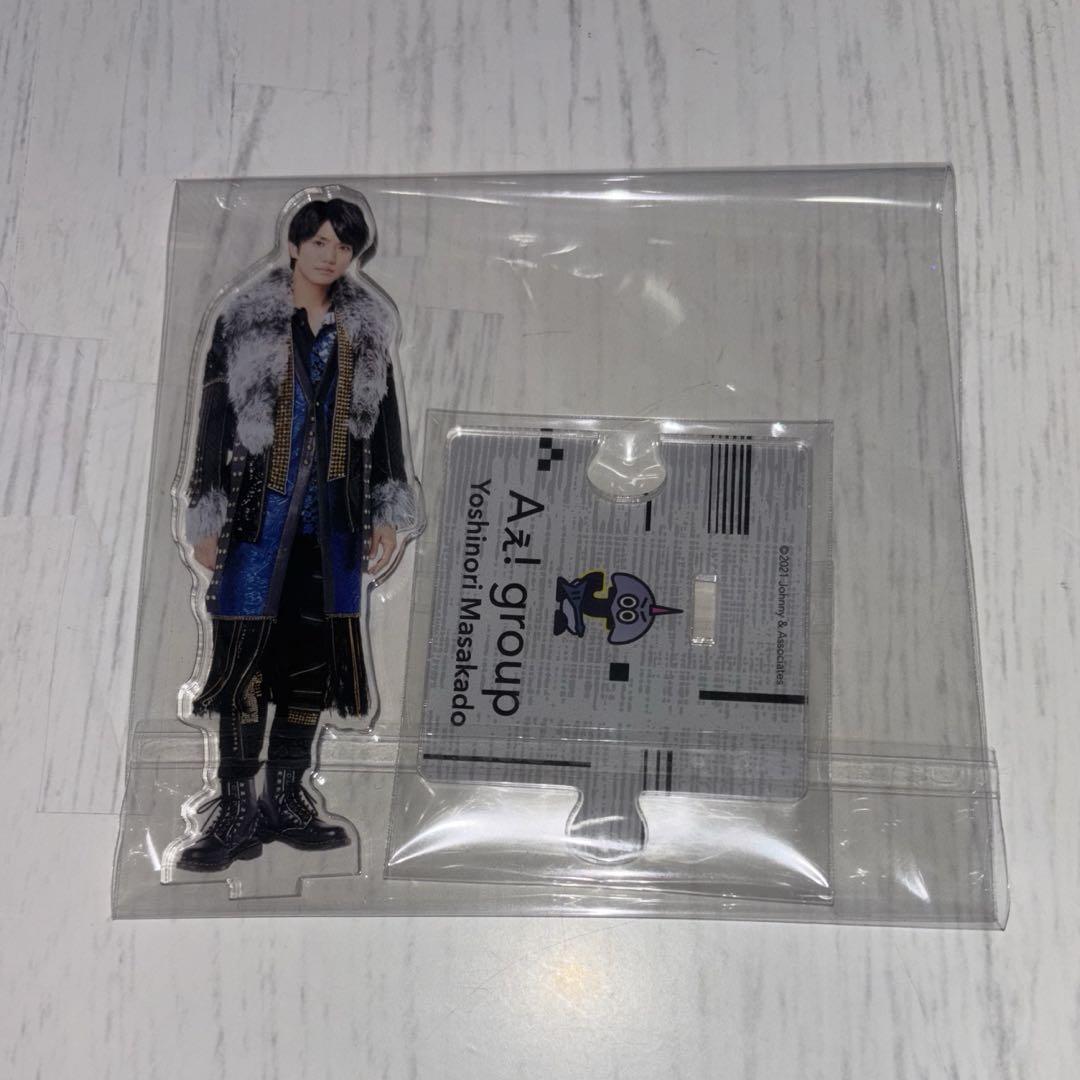 Aぇ! group
Yoshinori Masakado
©2021 Johnny & Associates